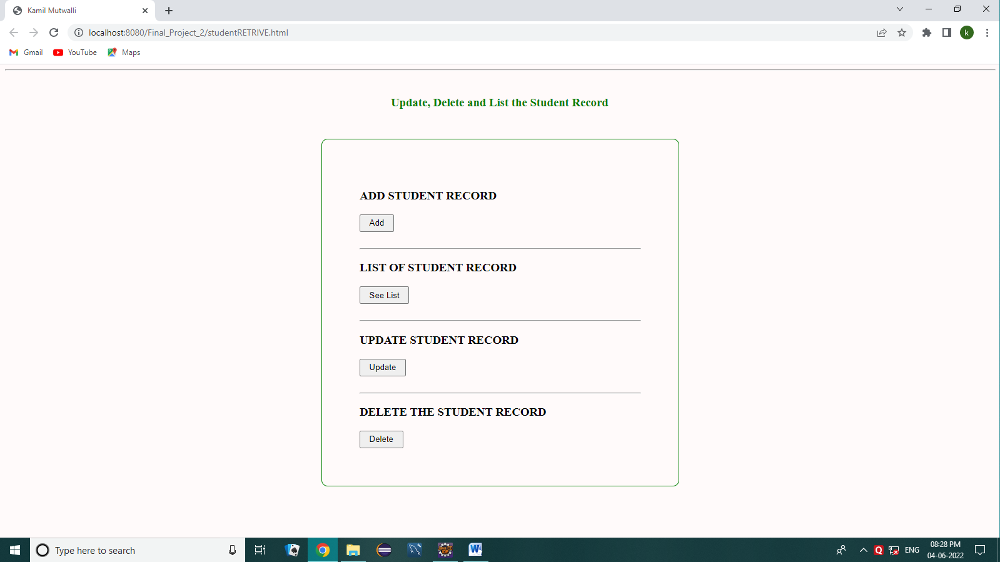 Kamil Mutwalli
localhost:8080/Final_Project_2/studentRETRIVE.html
k
Gmail YouTube Maps
Update, Delete and List the Student Record
ADD STUDENT RECORD
Add
LIST OF STUDENT RECORD
See List
UPDATE STUDENT RECORD
Update
DELETE THE STUDENT RECORD
Delete
Type here to search
W
Q
ENG
08:28 PM
04-06-2022